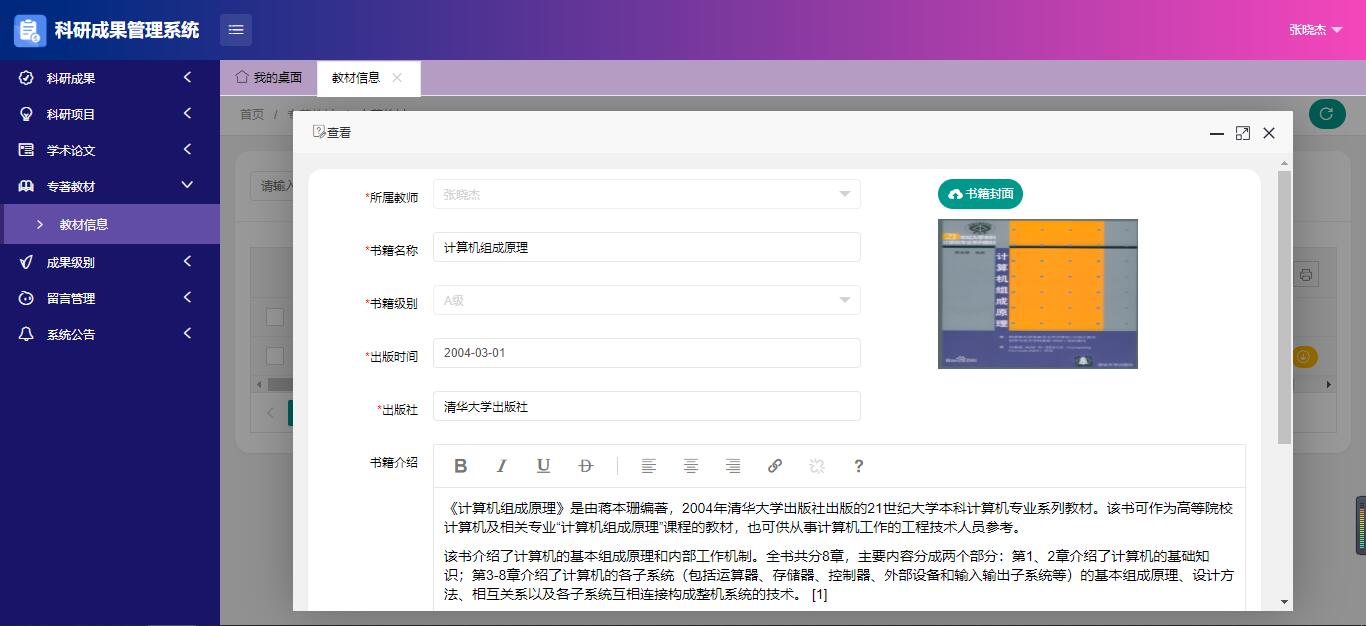 科研成果管理系统
张晓杰
科研成果
科研项目
学术论文
专著教材
教材信息
成果级别
留言管理
系统公告
我的桌面
教材信息
首页 /
请输入
查看
*所属教师 张晓杰
*书籍名称 计算机组成原理
*书籍级别 A级
*出版时间 2004-03-01
*出版社 清华大学出版社
书籍封面
21
计算机组成原理
书籍介绍
B I U D ?
《计算机组成原理》是由蒋本珊编著，2004年清华大学出版社出版的21世纪大学本科计算机专业系列教材。该书可作为高等院校
计算机及相关专业“计算机组成原理”课程的教材，也可供从事计算机工作的工程技术人员参考。
该书介绍了计算机的基本组成原理和内部工作机制。全书共分8章，主要内容分成两个部分：第1、2章介绍了计算机的基础知
识；第3-8章介绍了计算机的各子系统（包括运算器、存储器、控制器、外部设备和输入输出子系统等）的基本组成原理、设计方
法、相互关系以及各子系统互相连接构成整机系统的技术。 [1]